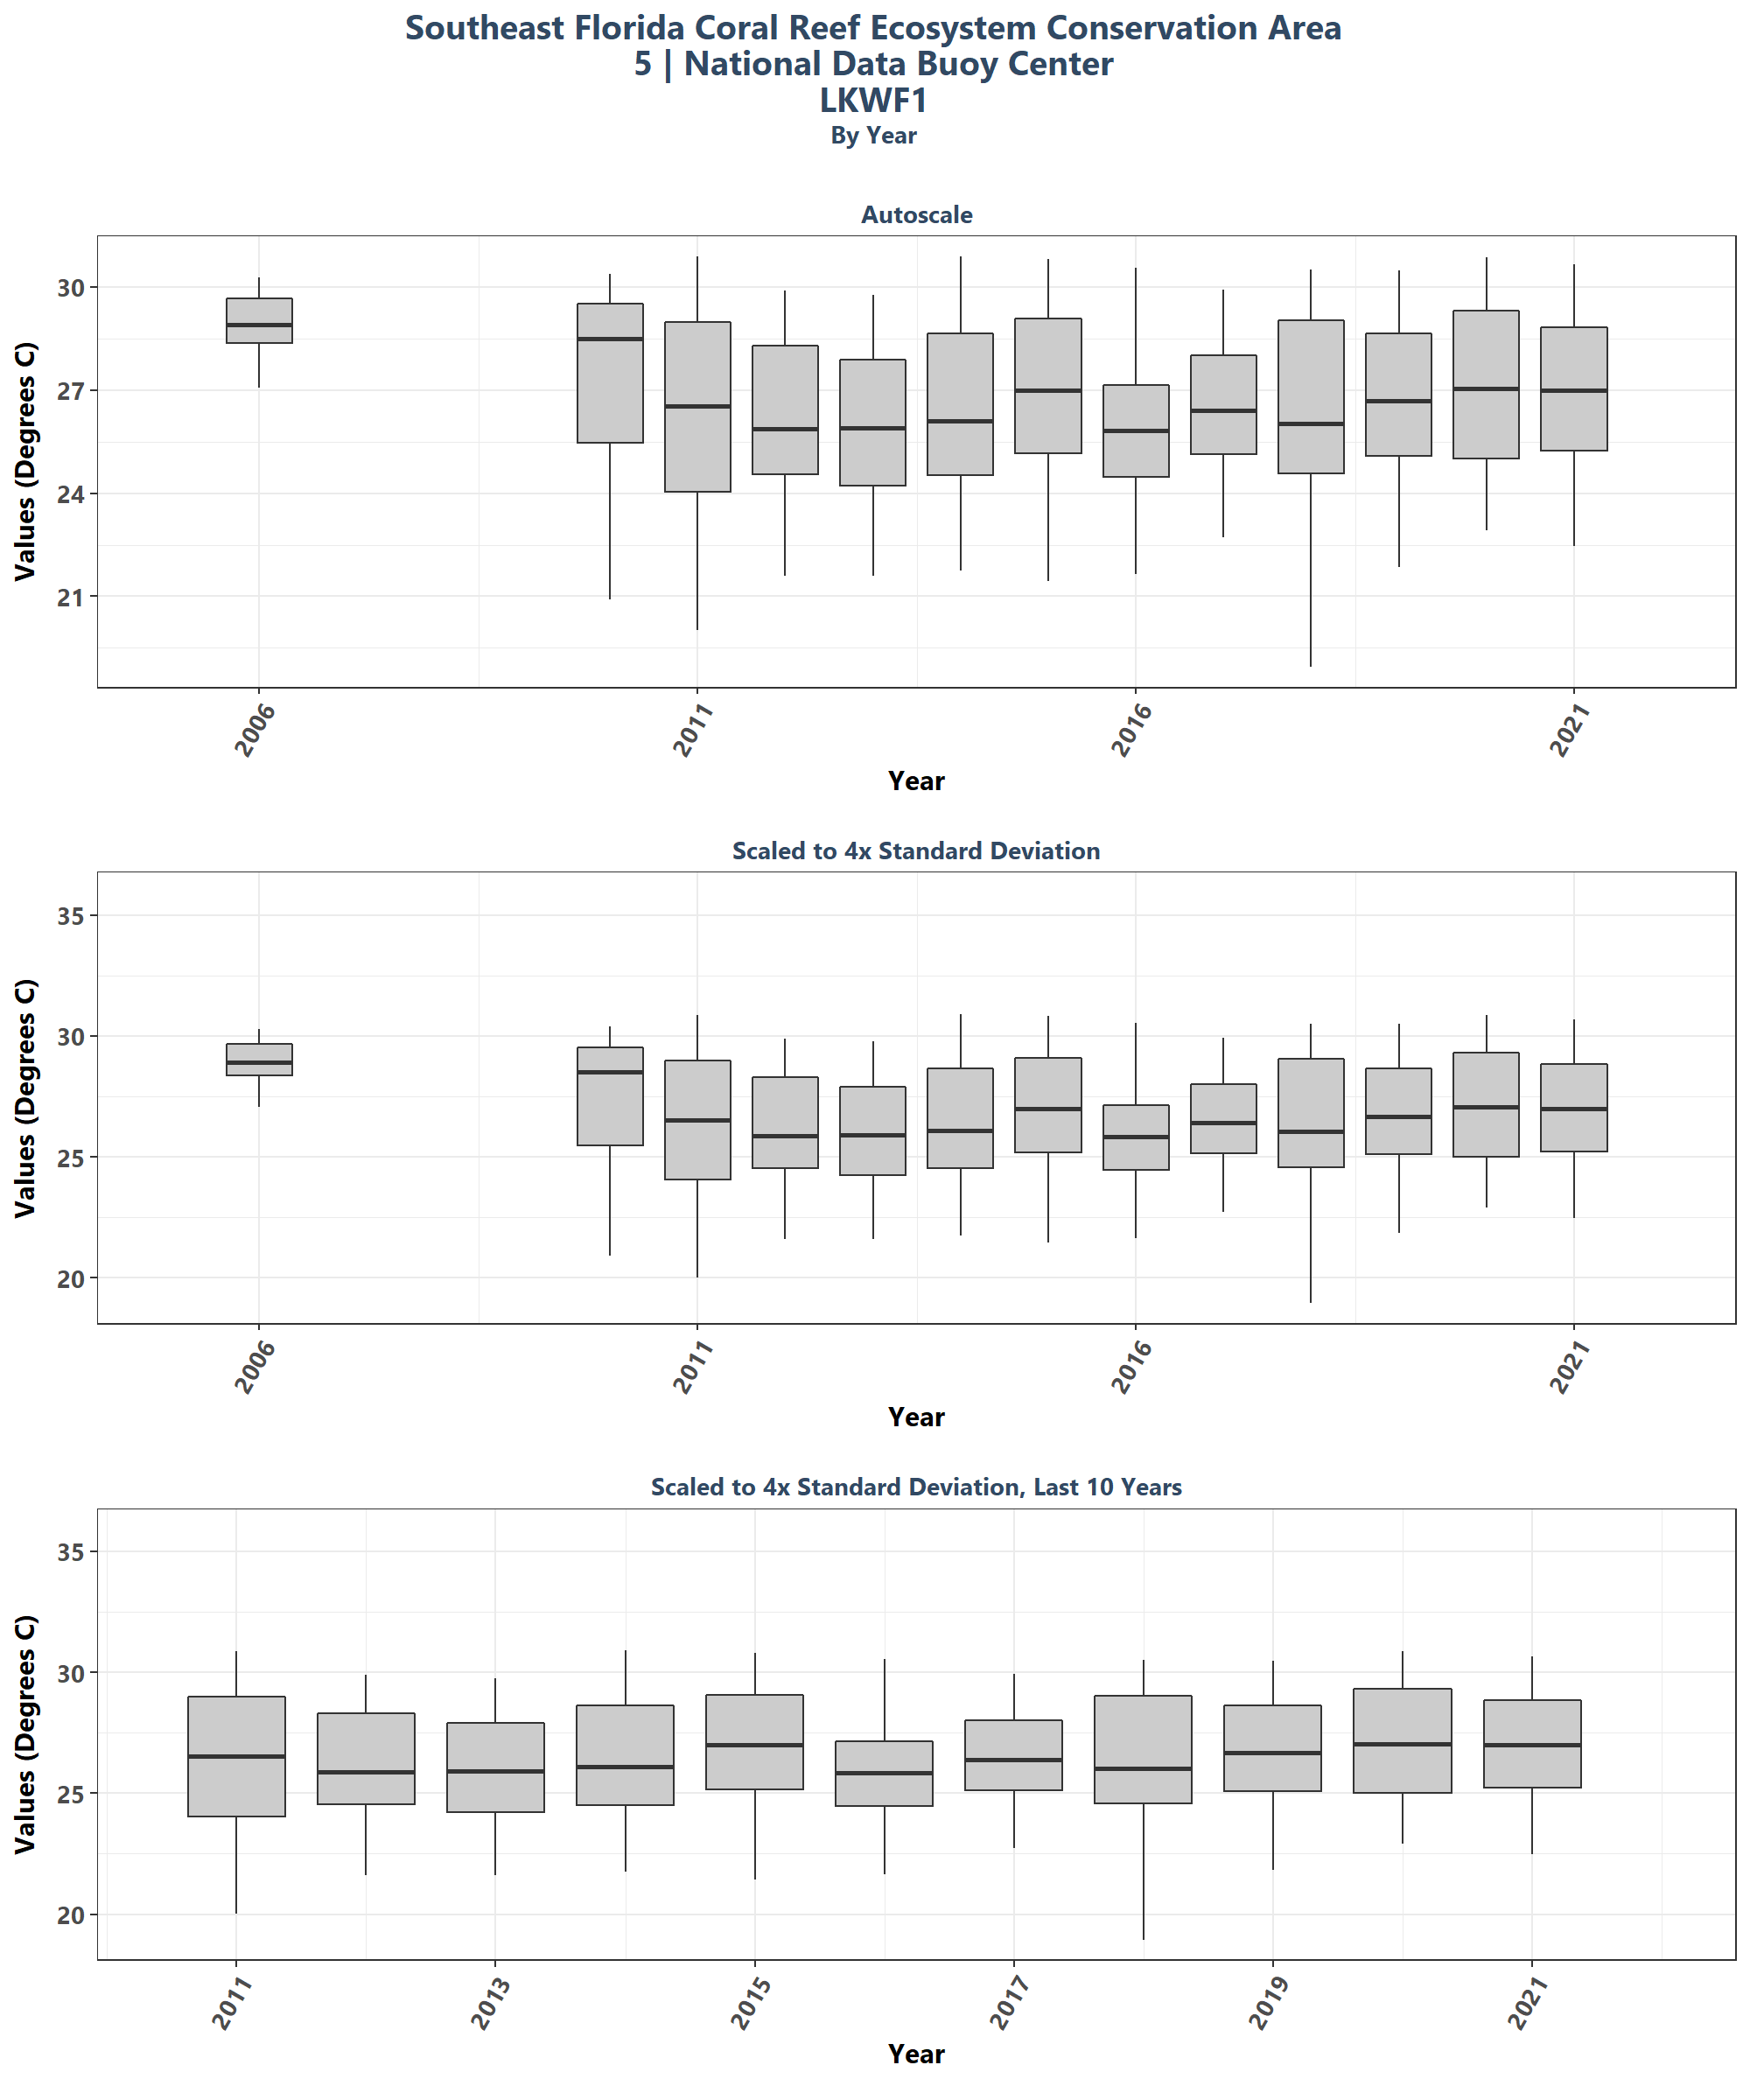 Southeast Florida Coral Reef Ecosystem Conservation Area
5 | National Data Buoy Center
LKWF1
By Year
Autoscale
Values (Degrees C)
30
27
24
21
2006
2011
2016
2021
Year
Scaled to 4x Standard Deviation
Values (Degrees C)
35
30
25
20
2006
2011
2016
2021
Year
Scaled to 4x Standard Deviation, Last 10 Years
Values (Degrees C)
35
30
25
20
2011
2013
2015
2017
2019
2021
Year